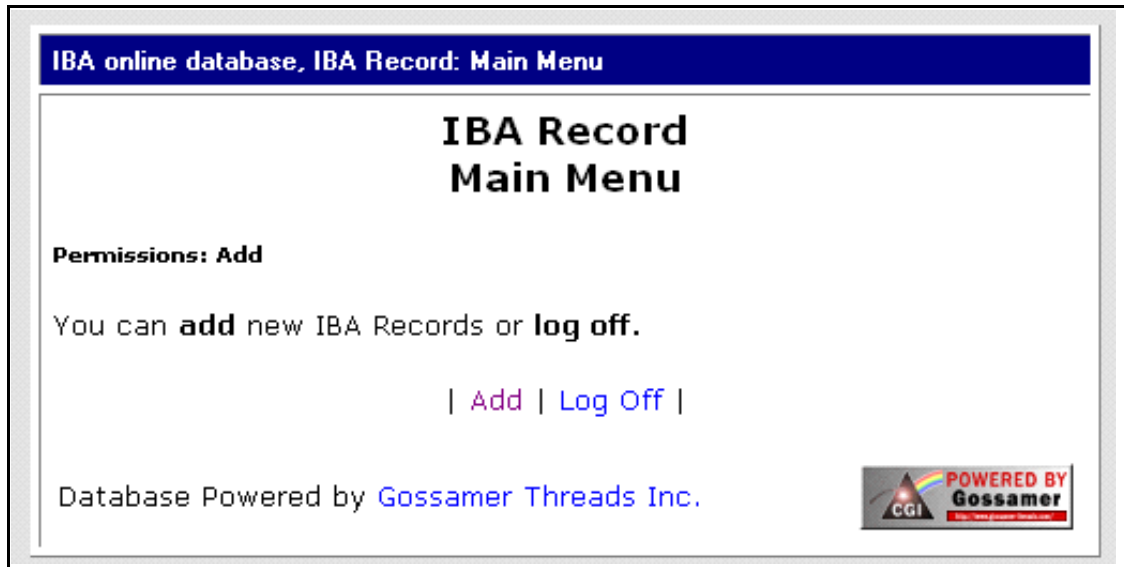 IBA online database, IBA Record: Main Menu
IBA Record
Main Menu
Permissions: Add
You can add new IBA Records or log off.
| Add | Log Off |
Database Powered by Gossamer Threads Inc.
POWERED BY
Gossamer
CGI